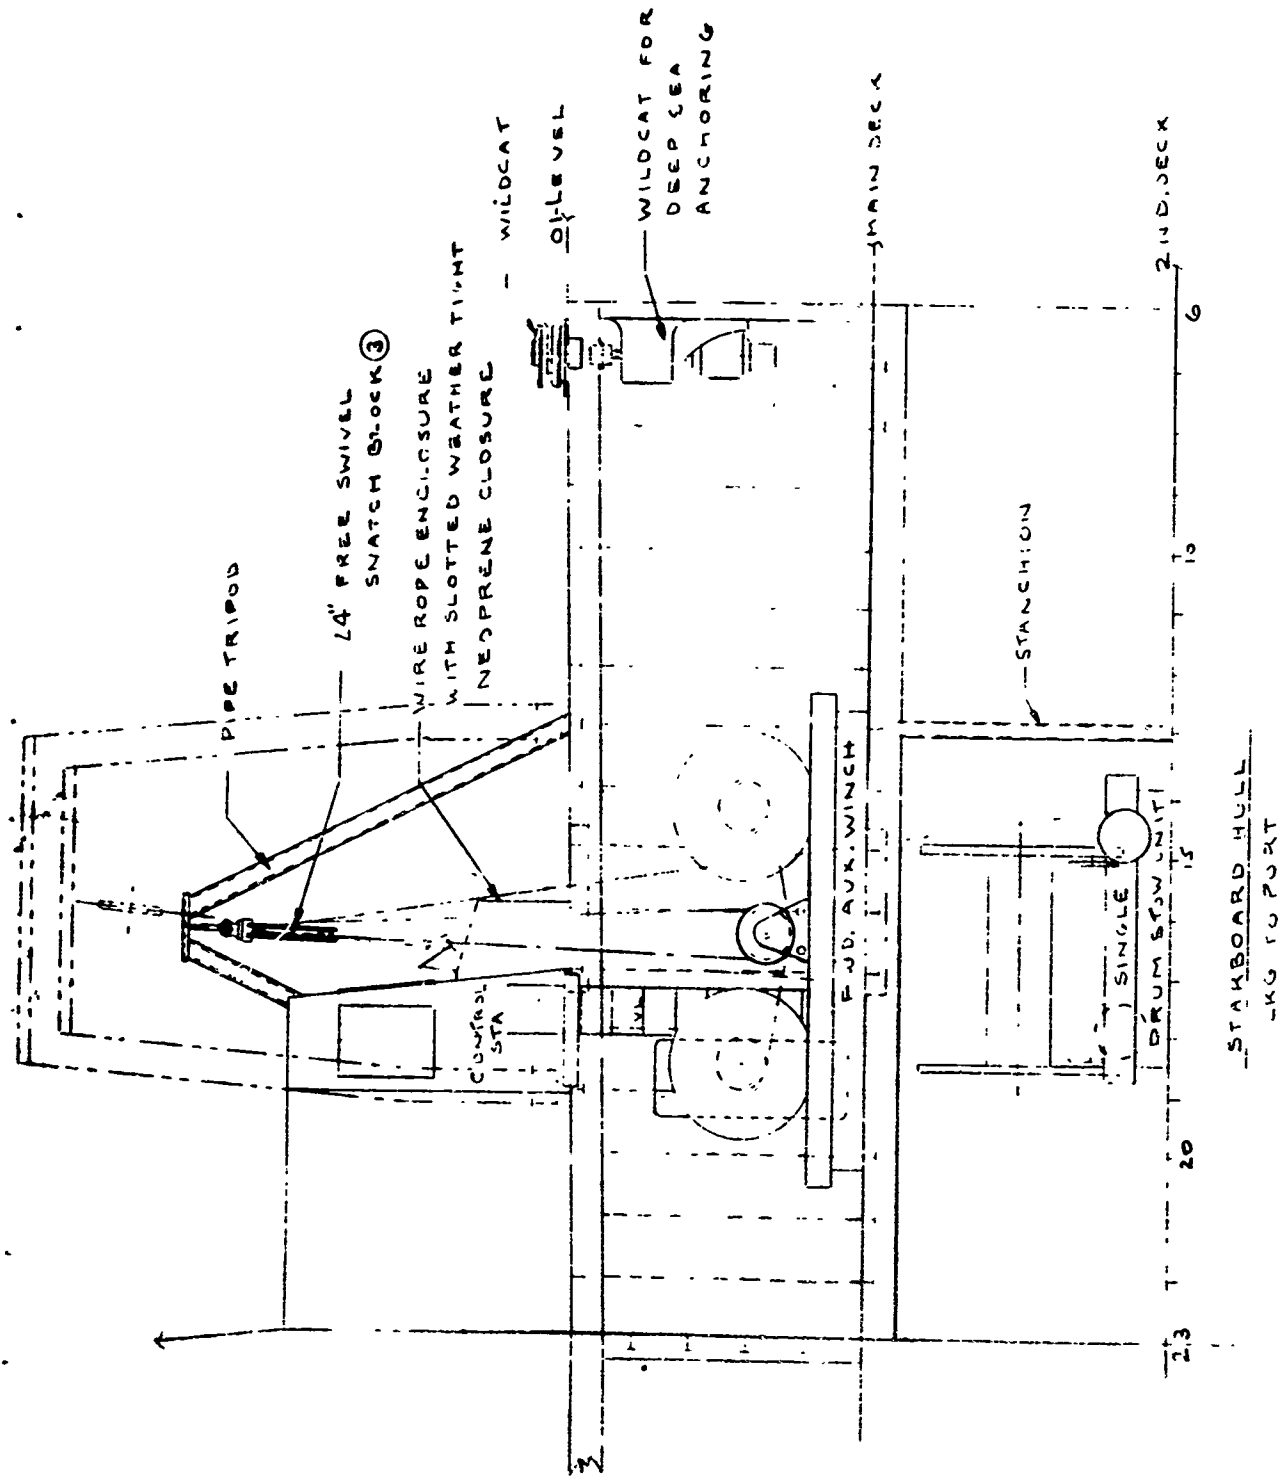 PIPE TRIPOD
24" FREE SWIVEL
SNATCH BLOCK (3)
WIRE ROPE ENCLOSURE
WITH SLOTTED WEATHER TIGHT
NEOPRENE CLOSURE
WILDCAT
01-LEVEL
WILDCAT FOR
DEEP SEA
ANCHORING
MAIN DECK
2ND. DECK
CONTROL
STA
FWD. AUX. WINCH
STANCHION
(SINGLE
DRUM STOW UNIT)
23
20
15
10
6
STARBOARD HULL
LKG TO PORT